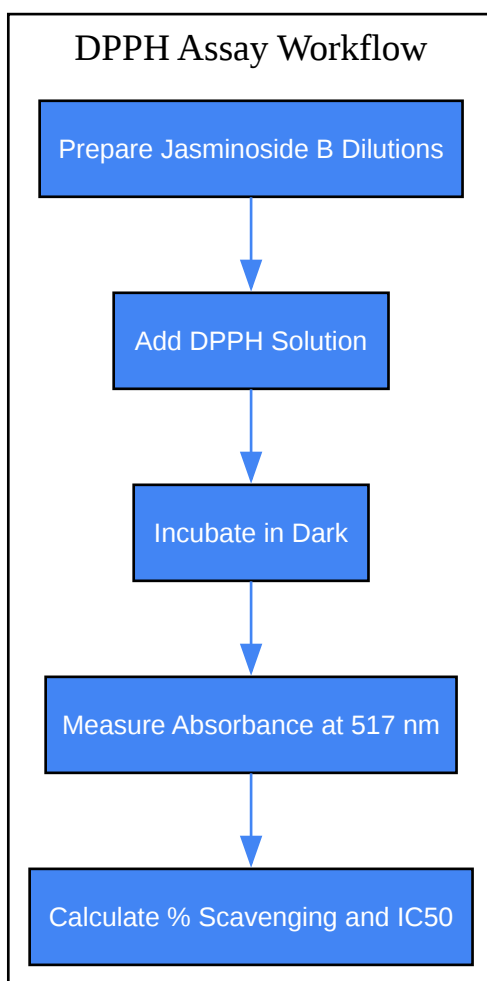 DPPH Assay Workflow
Prepare Jasminoside B Dilutions
Add DPPH Solution
Incubate in Dark
Measure Absorbance at 517 nm
Calculate % Scavenging and IC50